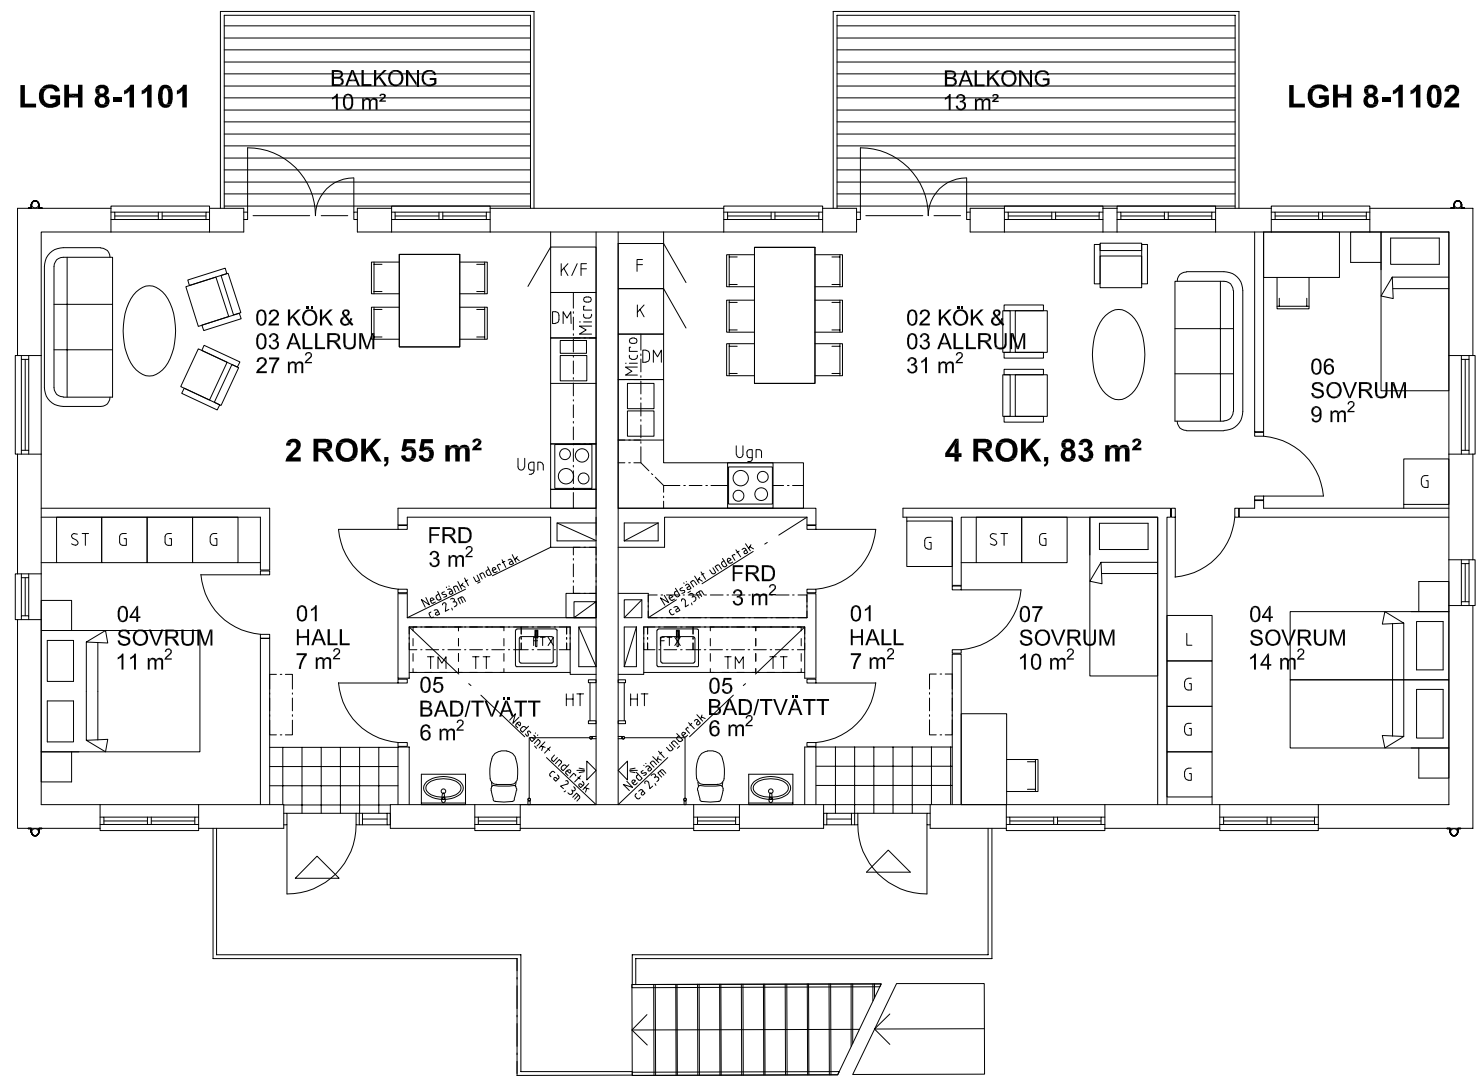 BALKONG
10 m²
BALKONG
13 m²
LGH 8-1101
LGH 8-1102
K/F
DM
Micro
02 KÖK &
03 ALLRUM
27 m²
2 ROK, 55 m²
Ugn
F
K
Micro
DM
02 KÖK &
03 ALLRUM
31 m²
4 ROK, 83 m²
Ugn
06
SOVRUM
9 m²
G
ST
G
G
G
FRD
3 m²
Nedsänkt undertak
ca 2,3m
Nedsänkt undertak
ca 2,3m
FRD
3 m²
G
ST
G
04
SOVRUM
11 m²
01
HALL
7 m²
TM
TT
FTX
FTX
TM
TT
01
HALL
7 m²
07
SOVRUM
10 m²
L
G
G
G
04
SOVRUM
14 m²
05
BAD/TVÄTT
6 m²
HT
Nedsänkt undertak
ca 2,3m
HT
05
BAD/TVÄTT
6 m²
Nedsänkt undertak
ca 2,3m